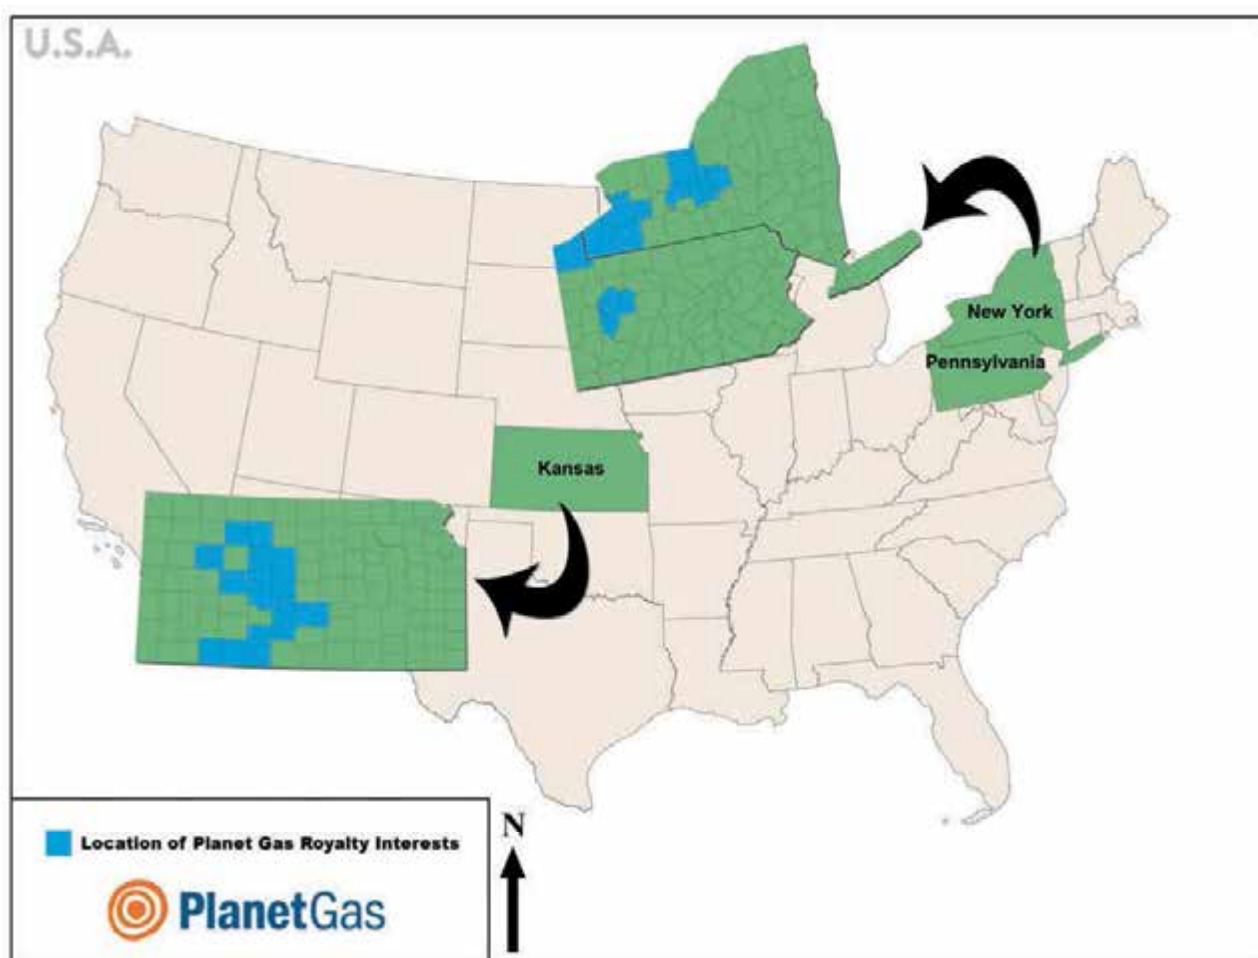 U.S.A.
New York
Pennsylvania
Kansas
Location of Planet Gas Royalty Interests
N
PlanetGas